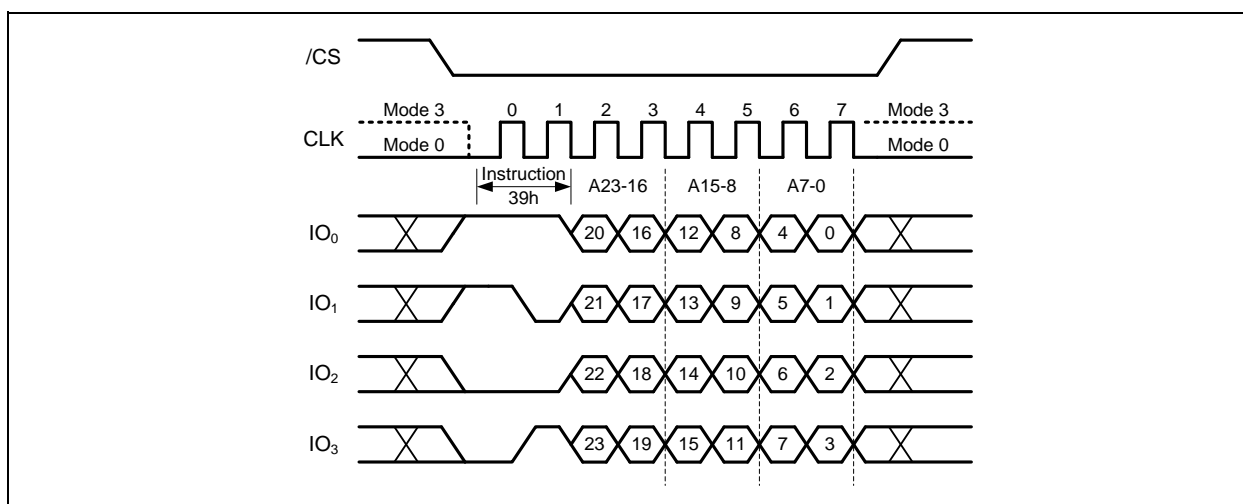 /CS
Mode 3 0 1 2 3 4 5 6 7 Mode 3
CLK
Mode 0 Mode 0
Instruction A23-16 A15-8 A7-0
39h
IO0 20 16 12 8 4 0
IO1 21 17 13 9 5 1
IO2 22 18 14 10 6 2
IO3 23 19 15 11 7 3